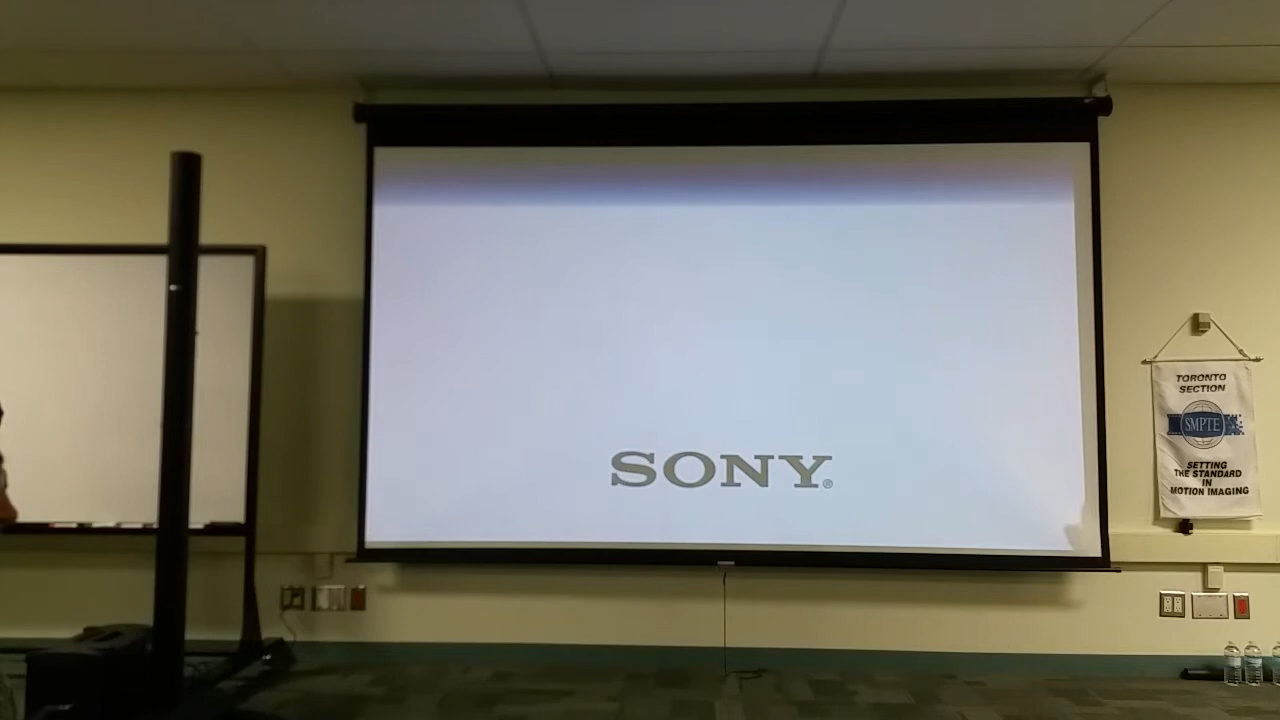 SONY®
TORONTO
SECTION
SMPTE
SETTING
THE STANDARD
IN
MOTION IMAGING